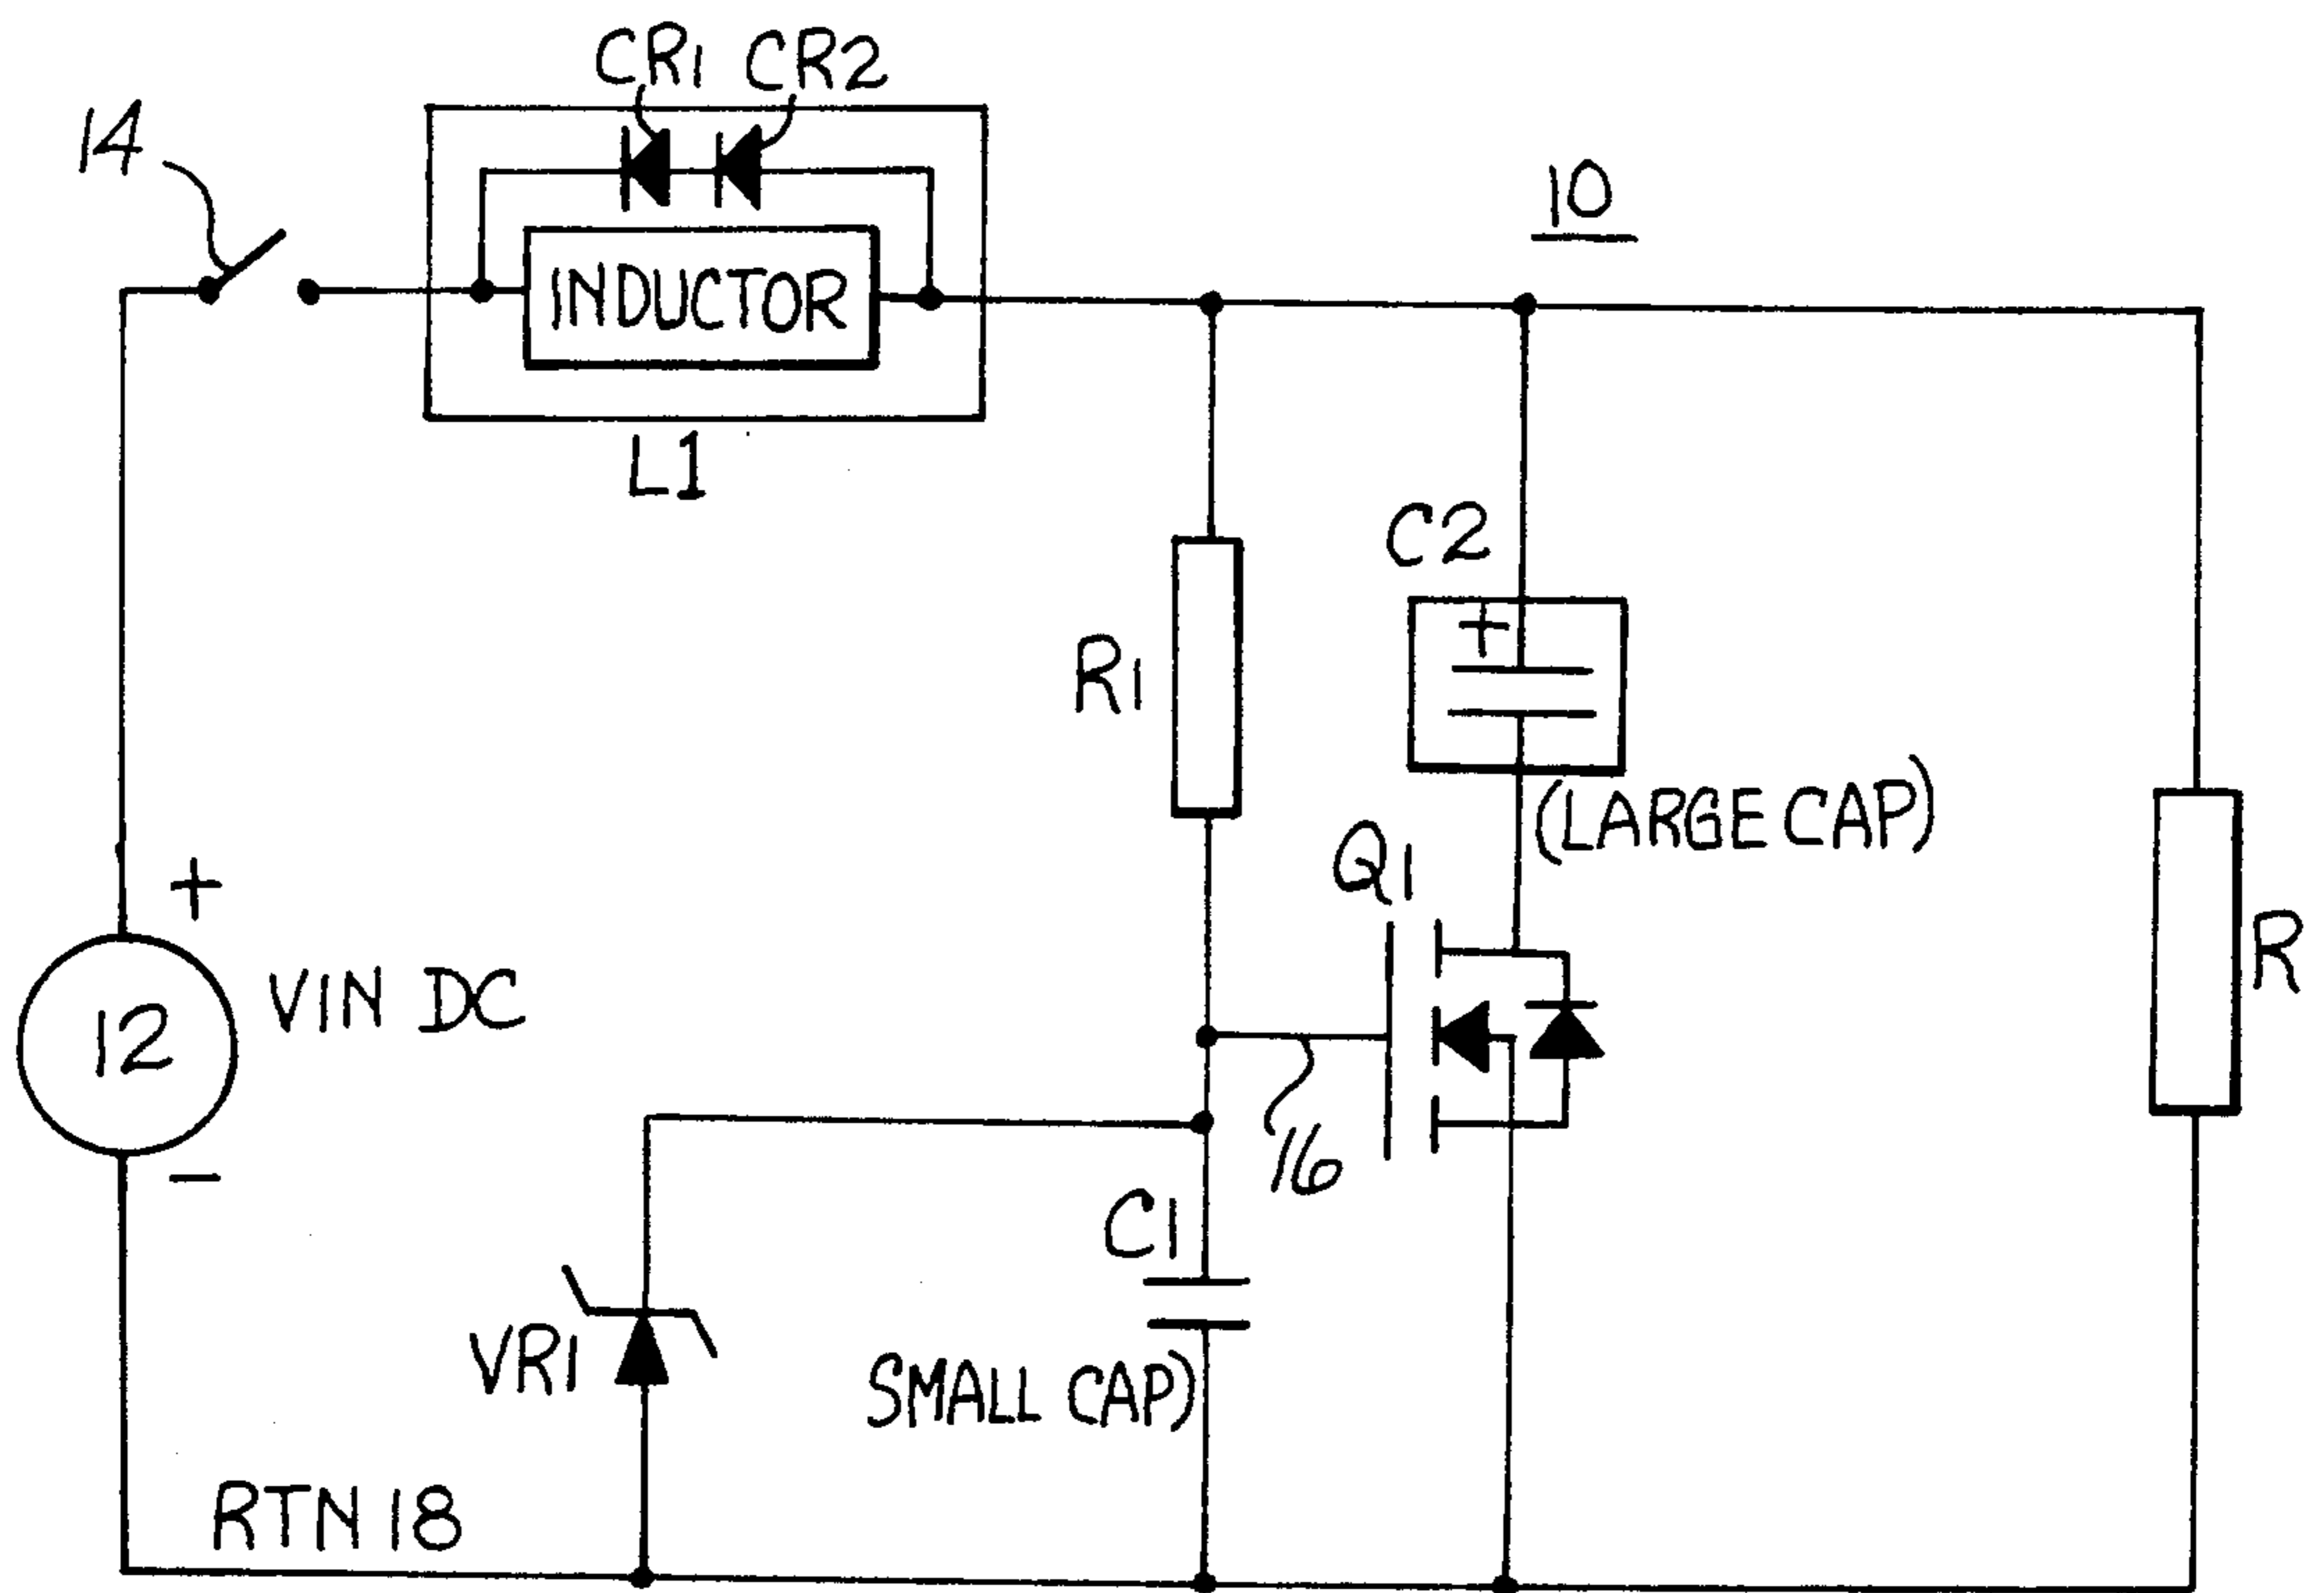 CR1 CR2
14
10
INDUCTOR
L1
C2
+
R1
(LARGE CAP)
Q1
+
R
VIN DC
12
16
−
C1
VR1
SMALL CAP)
RTN 18